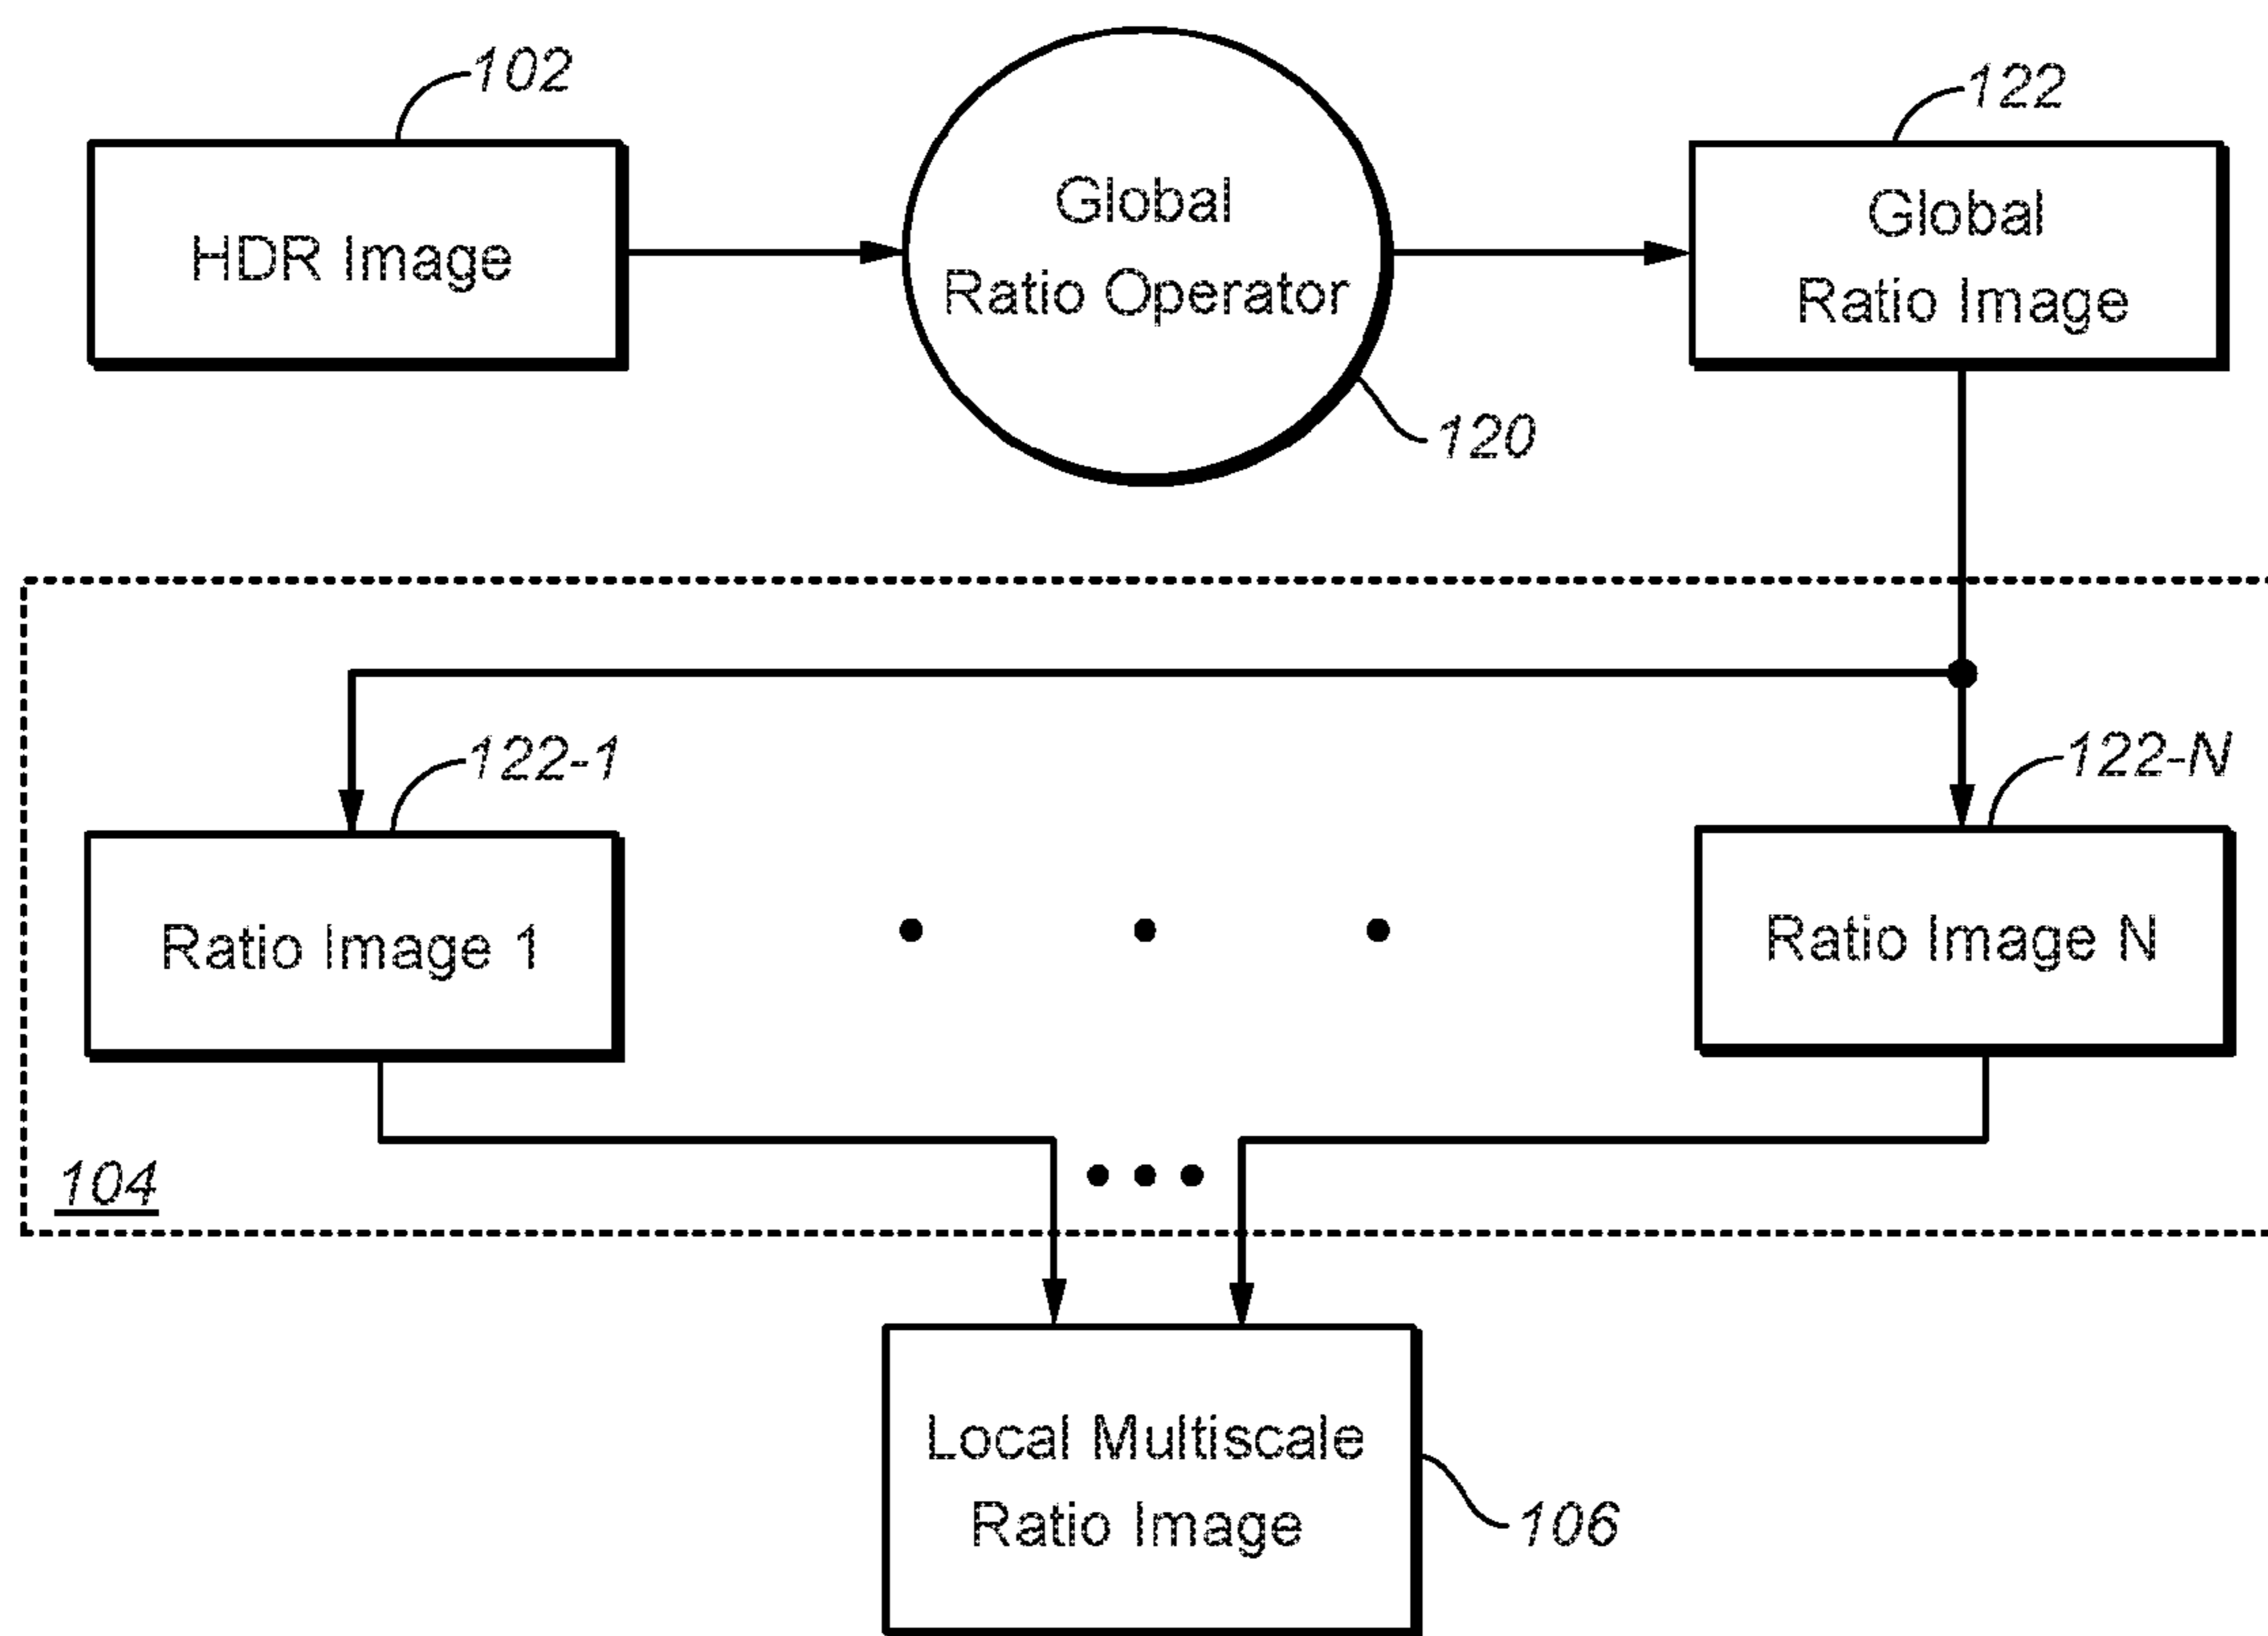 102
122
HDR Image
Global
Ratio Operator
Global
Ratio Image
120
122-1
122-N
Ratio Image 1
Ratio Image N
104
Local Multiscale
Ratio Image
106